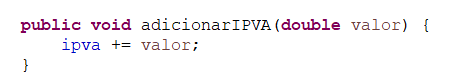 public void adicionarIPVA(double valor) {
    ipva += valor;
}